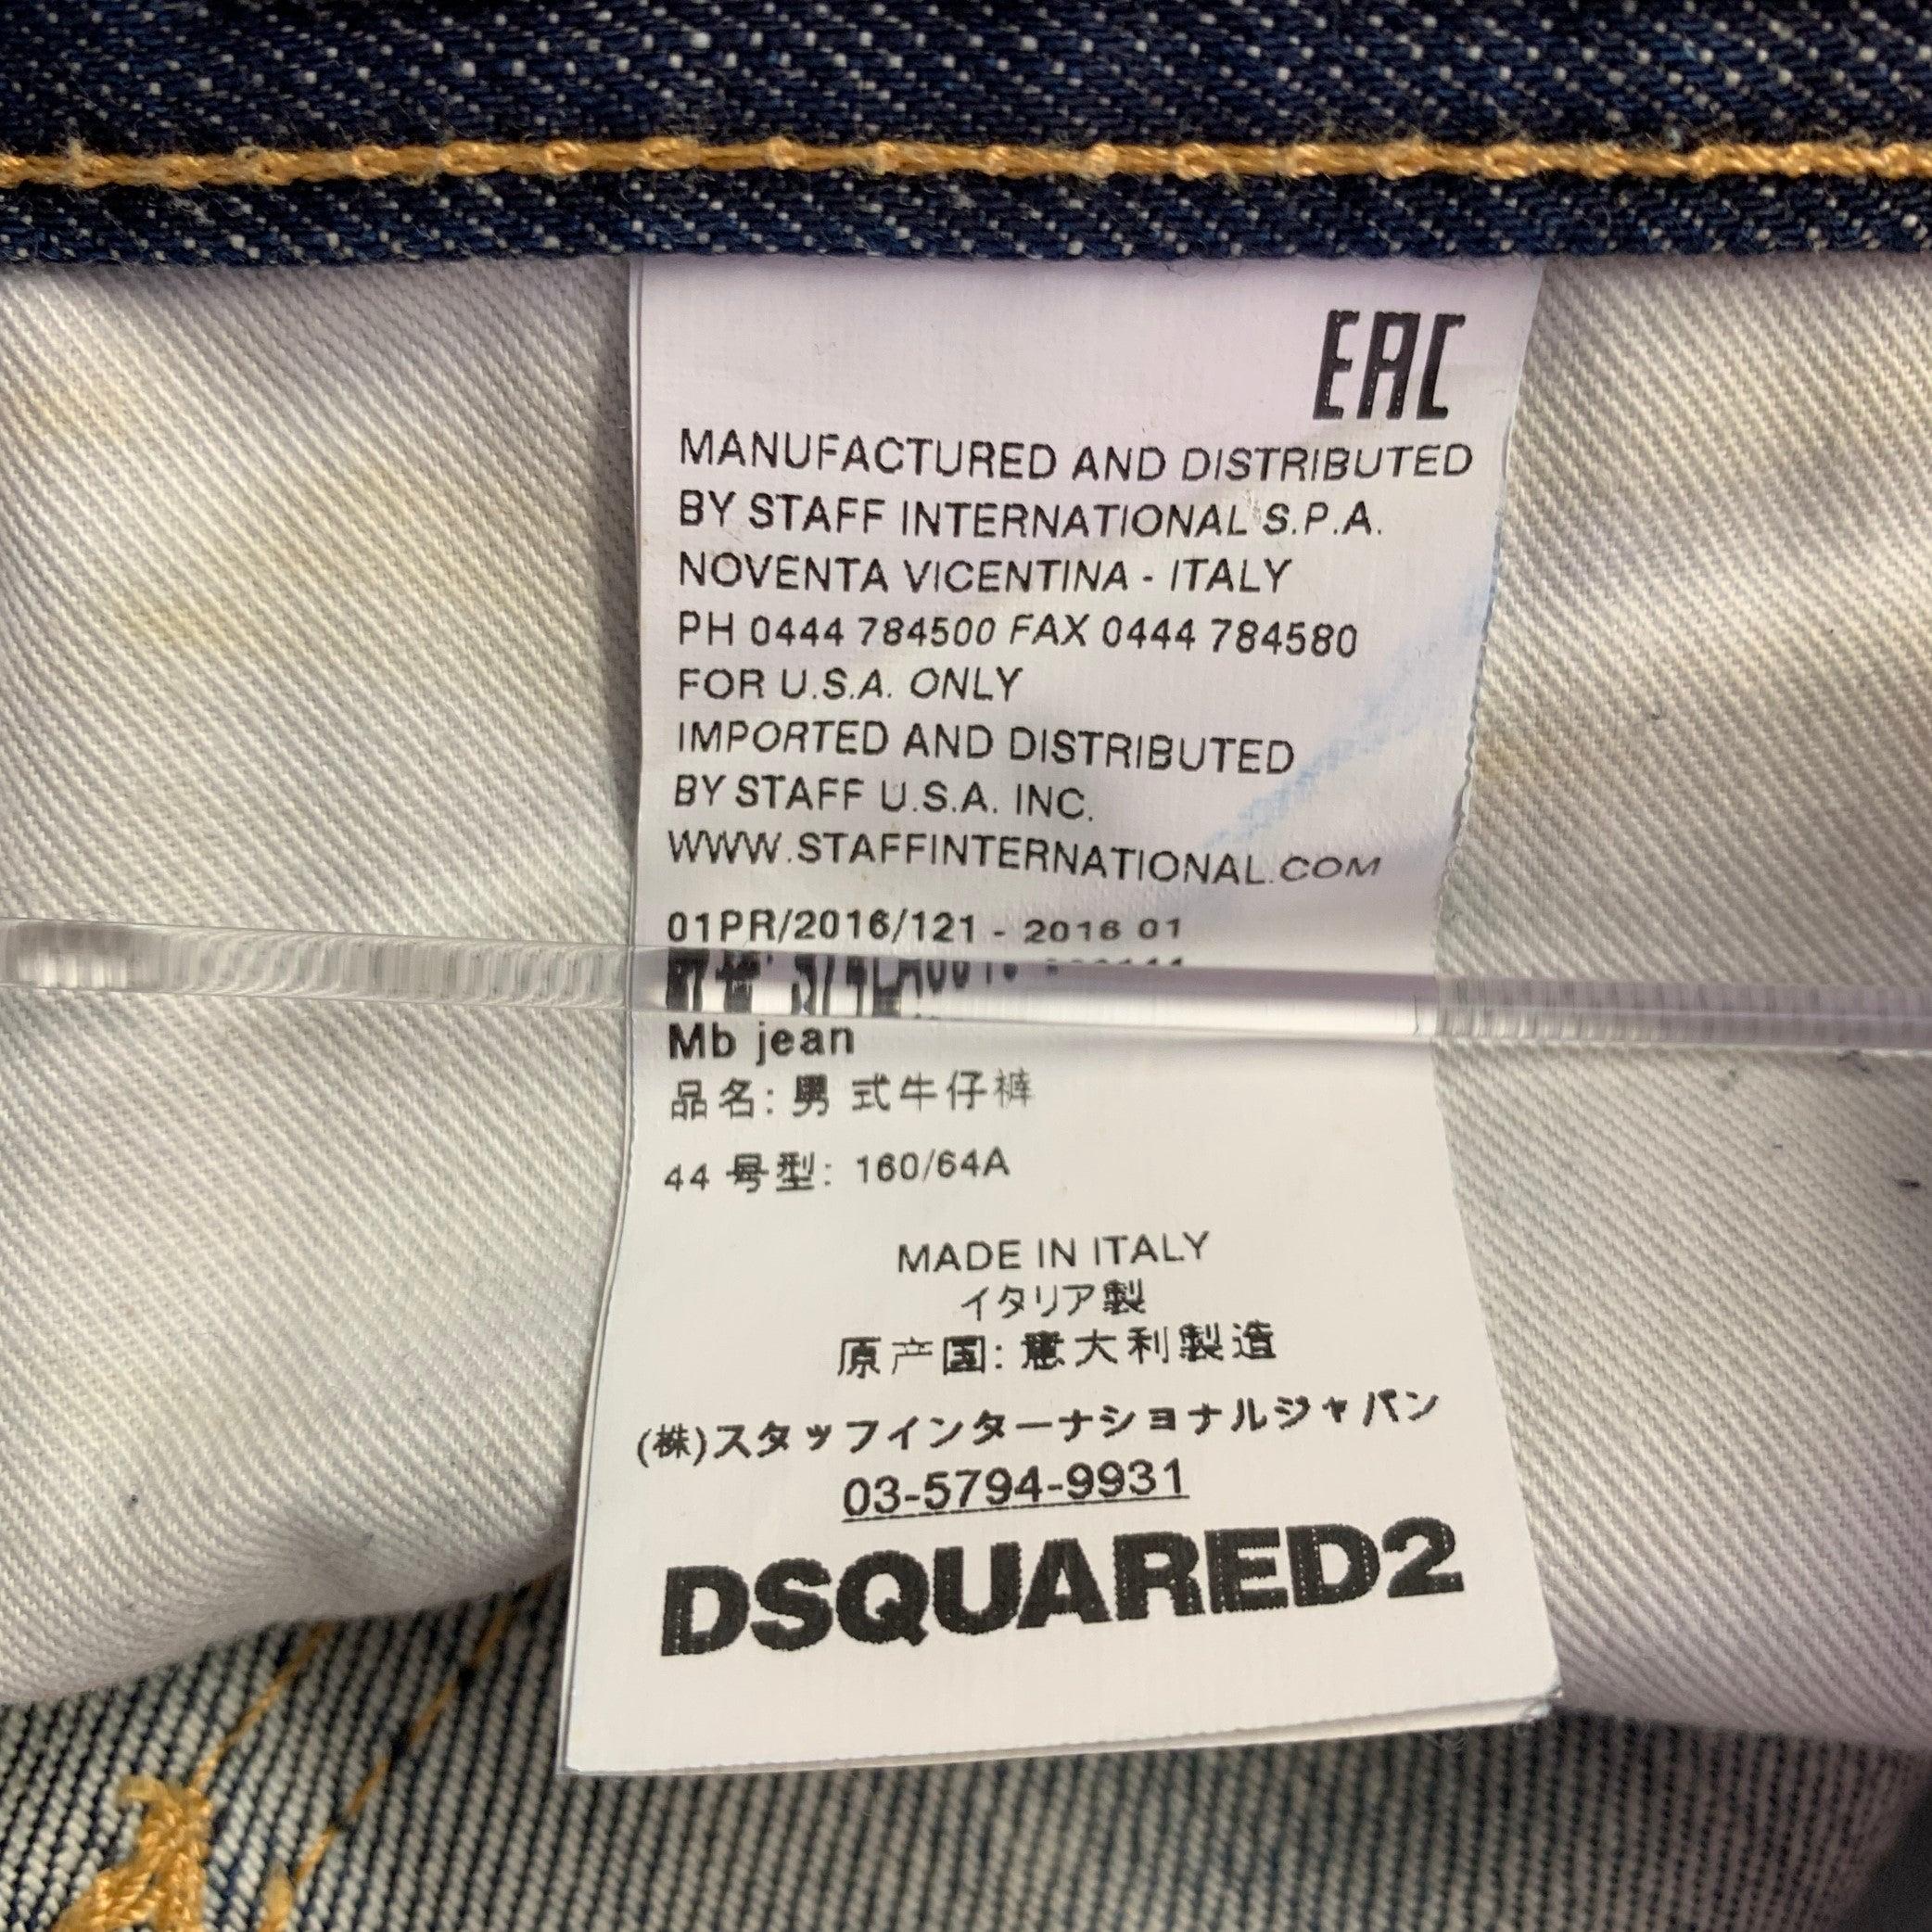 EAC
MANUFACTURED AND DISTRIBUTED
BY STAFF INTERNATIONAL S.P.A.
NOVENTA VICENTINA - ITALY
PH 0444 784500 FAX 0444 784580
FOR U.S.A. ONLY
IMPORTED AND DISTRIBUTED
BY STAFF U.S.A. INC.
WWW.STAFFINTERNATIONAL.COM
01PR/2016/121 - 2016 01
Mb jean
品名: 男 式牛仔裤
44 号型: 160/64A
MADE IN ITALY
イタリア製
原产国: 意大利製造
(株)スタッフインターナショナルジャパン
03-5794-9931
DSQUARED2